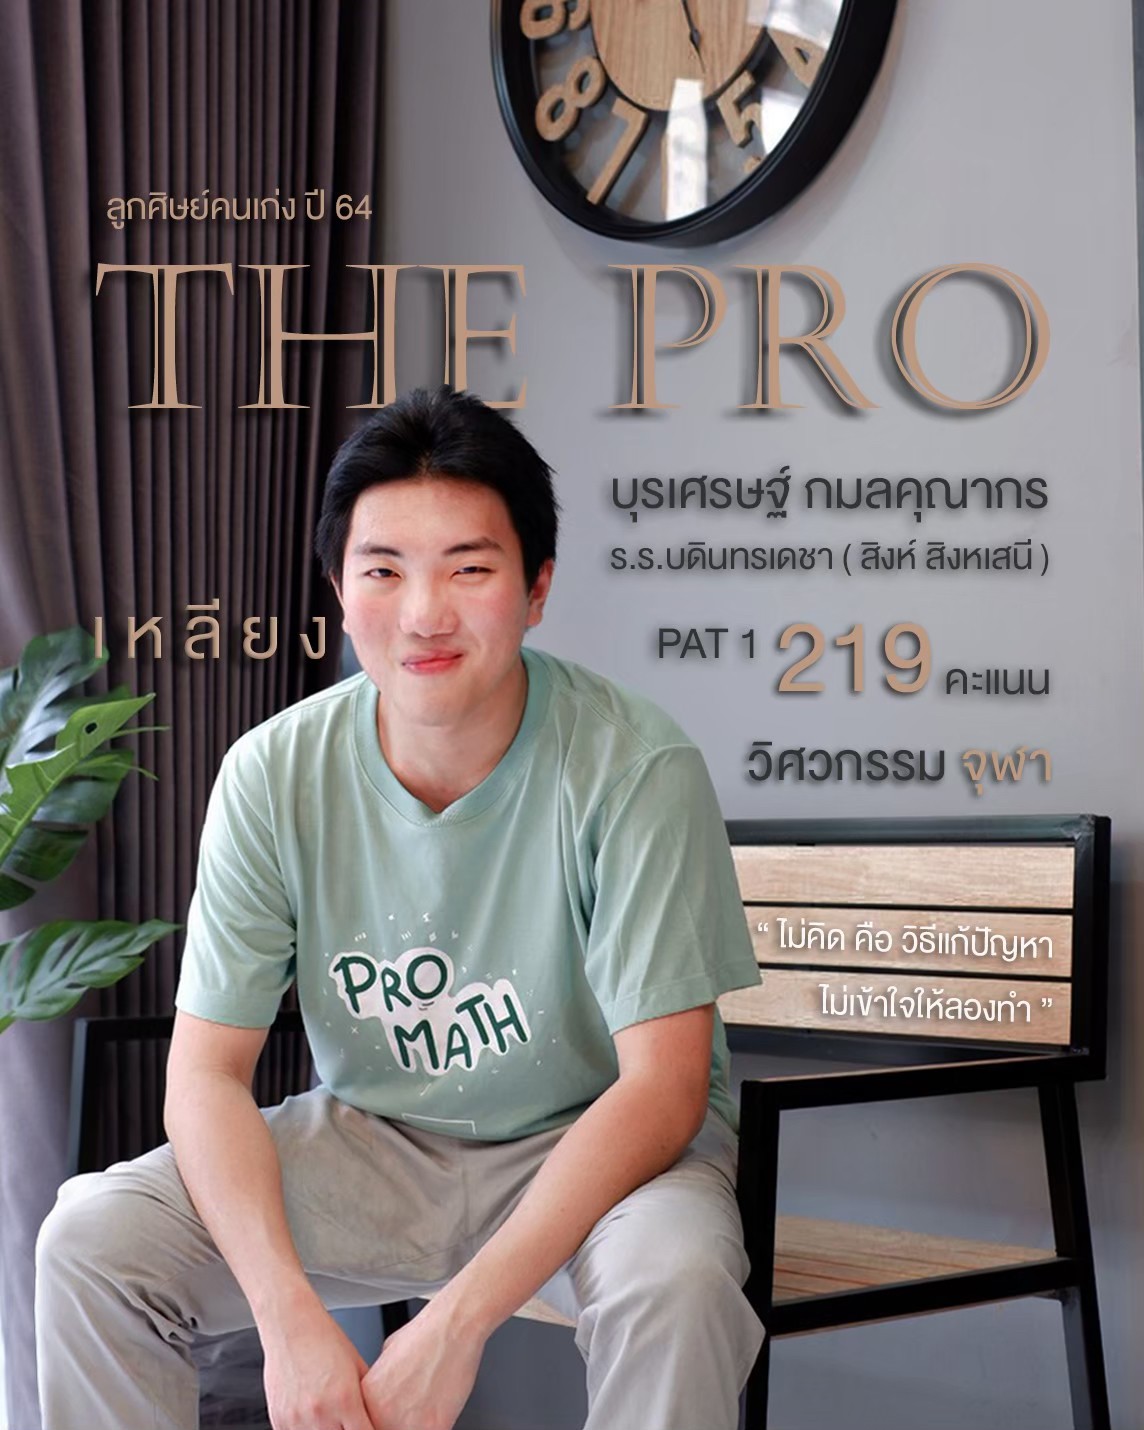 ลูกศิษย์คนเก่ง ปี 64
THE PRO
บุรเศรษฐ์ กมลคุณากร
ร.ร.บดินทรเดชา ( สิงห์ สิงหเสนี )
เหลียง
PAT 1 219 คะแนน
วิศวกรรม จุฬา
“ ไม่คิด คือ วิธีแก้ปัญหา
ไม่เข้าใจให้ลองทำ ”
PRO
MATH
8
7
5
4